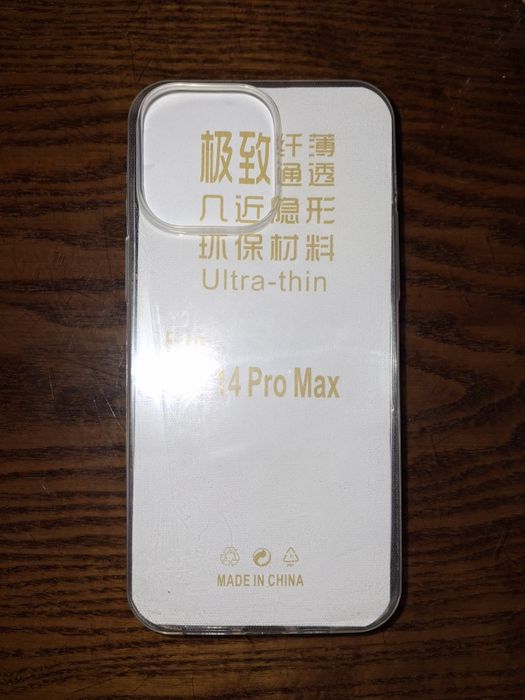 极致 纤薄
通透
几近隐形
环保材料
Ultra-thin
14 Pro Max
MADE IN CHINA